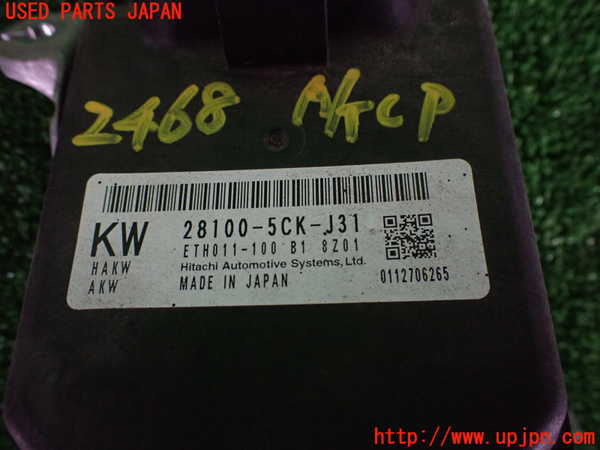 USED PARTS JAPAN
2468 A/T C P
KW 28100-5CK-J31
ETH011-100 B1 8Z01
HAKW Hitachi Automotive Systems, Ltd.
AKW MADE IN JAPAN 0112706265
http://www.upjpn.com/